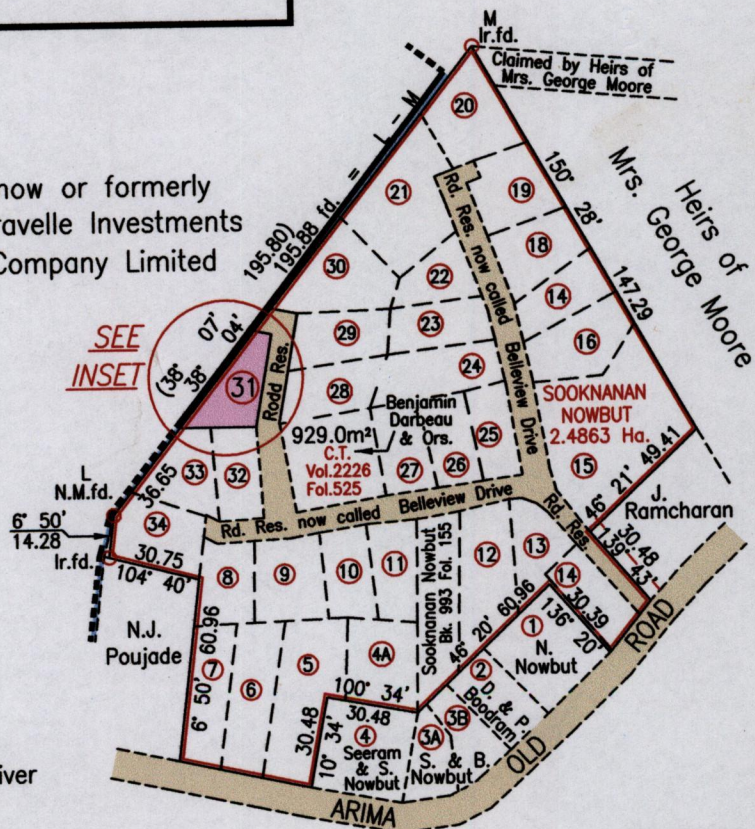 M
Ir.fd.
Claimed by Heirs of
Mrs. George Moore
20
now or formerly
ravelle Investments
Company Limited
195.88 fd. = L - M
195.80)
21
Rd. Res. now called Belleview Drive
19
150° 28'
147.29
Heirs of
Mrs. George Moore
30
22
18
14
16
SEE
INSET
07'
04'
(38°
38°
31
Rodd Res.
29
23
28
24
Benjamin
Darbeau
& Ors.
929.0m²
C.T.
Vol.2226
Fol.525
27
26
25
SOOKNANAN
NOWBUT
2.4863 Ha.
15
46° 21' 49.41
J.
Ramcharan
L
N.M.fd.
36.65
33
32
34
6° 50'
14.28
Ir.fd.
30.75
104° 40'
Rd. Res. now called Belleview Drive
Rd. Res.
30.48
139° 43'
8
9
10
11
Sooknanan Nowbut
Bk. 993 Fol. 155
12
13
14
30.39
136° 20'
46° 20' 60.96
1
N.
Nowbut
N.J.
Poujade
6° 50' 60.96
7
6
5
4A
100° 34'
30.48
30.48
10° 34'
4
Seeram
& S.
Nowbut
2
D. & P.
Boodram
3A
3B
S. & B.
Nowbut
iver
ARIMA OLD ROAD